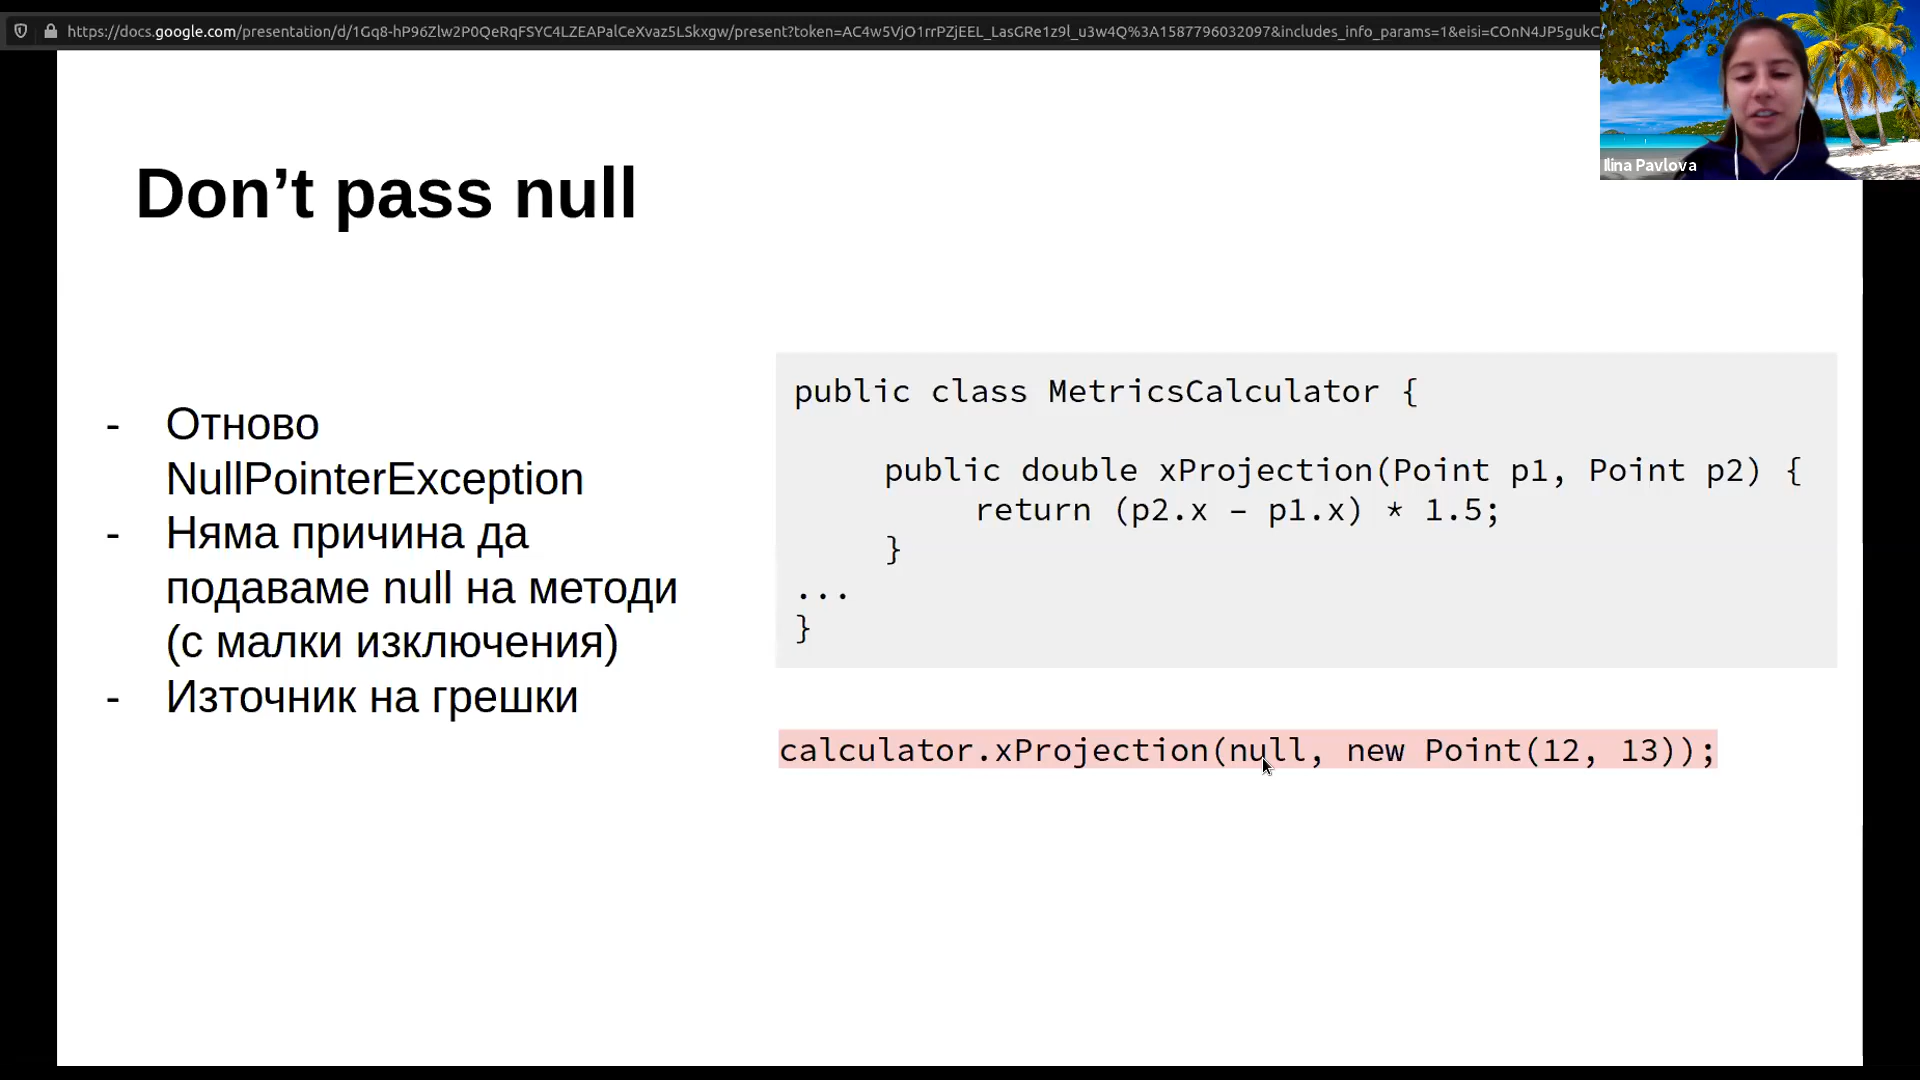 https://docs.google.com/presentation/d/1Gq8-hP96Zlw2P0QeRqFSYC4LZEAPalCeXvaz5LSkxgw/present?token=AC4w5VjO1rrPZjEEL_LasGRe1z9l_u3w4Q%3A1587796032097&includes_info_params=1&eisi=COnN4JP5gukC
Ilina Pavlova
Don’t pass null
- Отново
NullPointerException
- Няма причина да
подаваме null на методи
(с малки изключения)
- Източник на грешки
public class MetricsCalculator {
public double xProjection(Point p1, Point p2) {
return (p2.x – p1.x) * 1.5;
}
...
}
calculator.xProjection(null, new Point(12, 13));